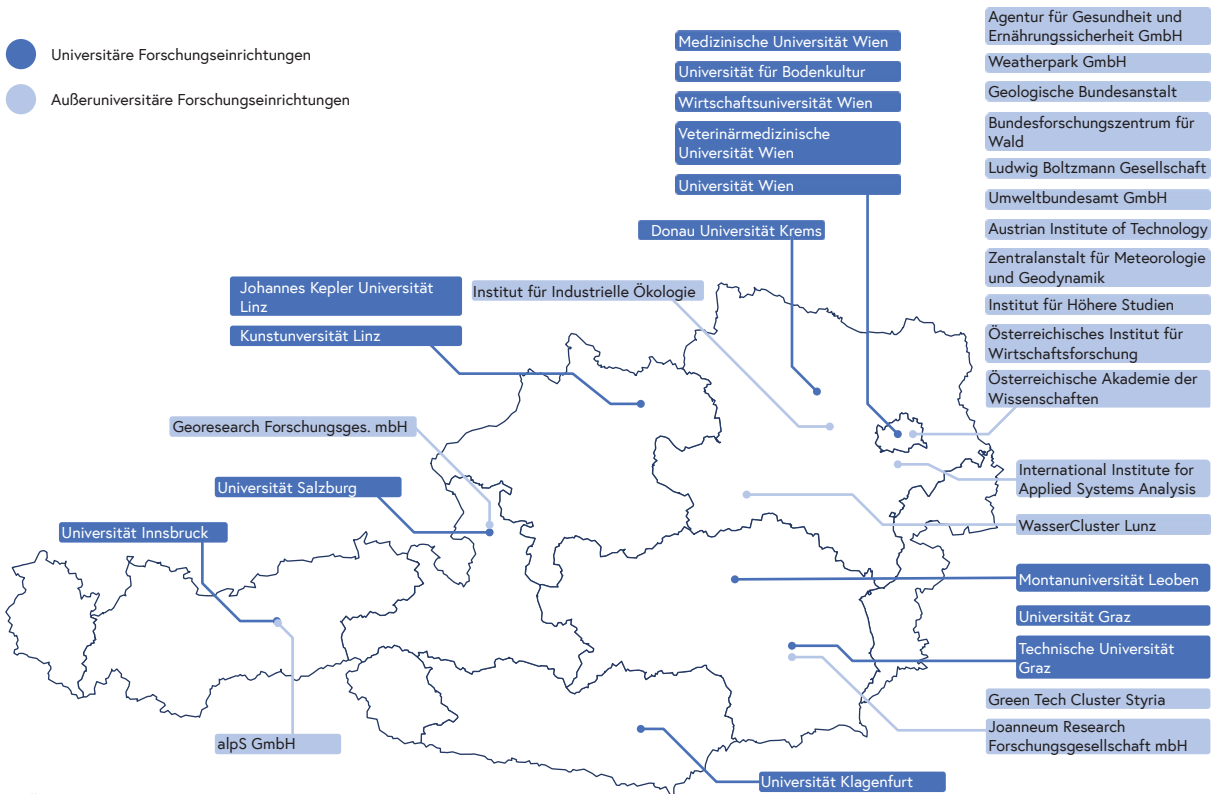 Universitäre Forschungseinrichtungen
Außeruniversitäre Forschungseinrichtungen
Medizinische Universität Wien
Universität für Bodenkultur
Wirtschaftsuniversität Wien
Veterinärmedizinische
Universität Wien
Universität Wien
Donau Universität Krems
Johannes Kepler Universität
Linz
Kunstunversität Linz
Institut für Industrielle Ökologie
Georesearch Forschungsges. mbH
Universität Salzburg
Universität Innsbruck
alpS GmbH
Agentur für Gesundheit und
Ernährungssicherheit GmbH
Weatherpark GmbH
Geologische Bundesanstalt
Bundesforschungszentrum für
Wald
Ludwig Boltzmann Gesellschaft
Umweltbundesamt GmbH
Austrian Institute of Technology
Zentralanstalt für Meteorologie
und Geodynamik
Institut für Höhere Studien
Österreichisches Institut für
Wirtschaftsforschung
Österreichische Akademie der
Wissenschaften
International Institute for
Applied Systems Analysis
WasserCluster Lunz
Montanuniversität Leoben
Universität Graz
Technische Universität
Graz
Green Tech Cluster Styria
Joanneum Research
Forschungsgesellschaft mbH
Universität Klagenfurt